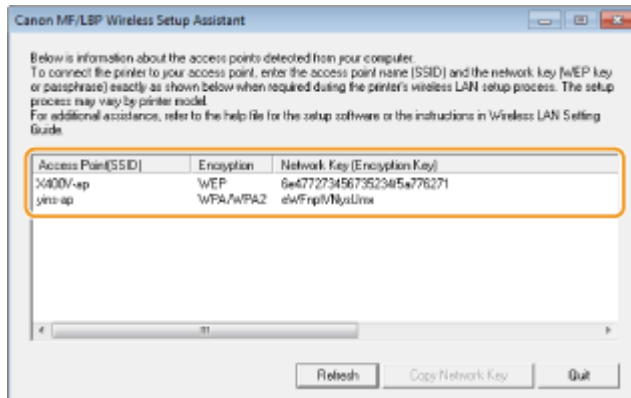 Canon MF/LBP Wireless Setup Assistant
Below is information about the access points detected from your computer.
To connect the printer to your access point, enter the access point name (SSID) and the network key (WEP key
or passphrase) exactly as shown below when required during the printer's wireless LAN setup process. The setup
process may vary by printer model.
For additional assistance, refer to the help file for the setup software or the instructions in Wireless LAN Setting
Guide.
Access Point(SSID) Encryption Network Key (Encryption Key)
X400V-ap WEP
yins-ap WPA/WPA2
Refresh Copy Network Key Quit